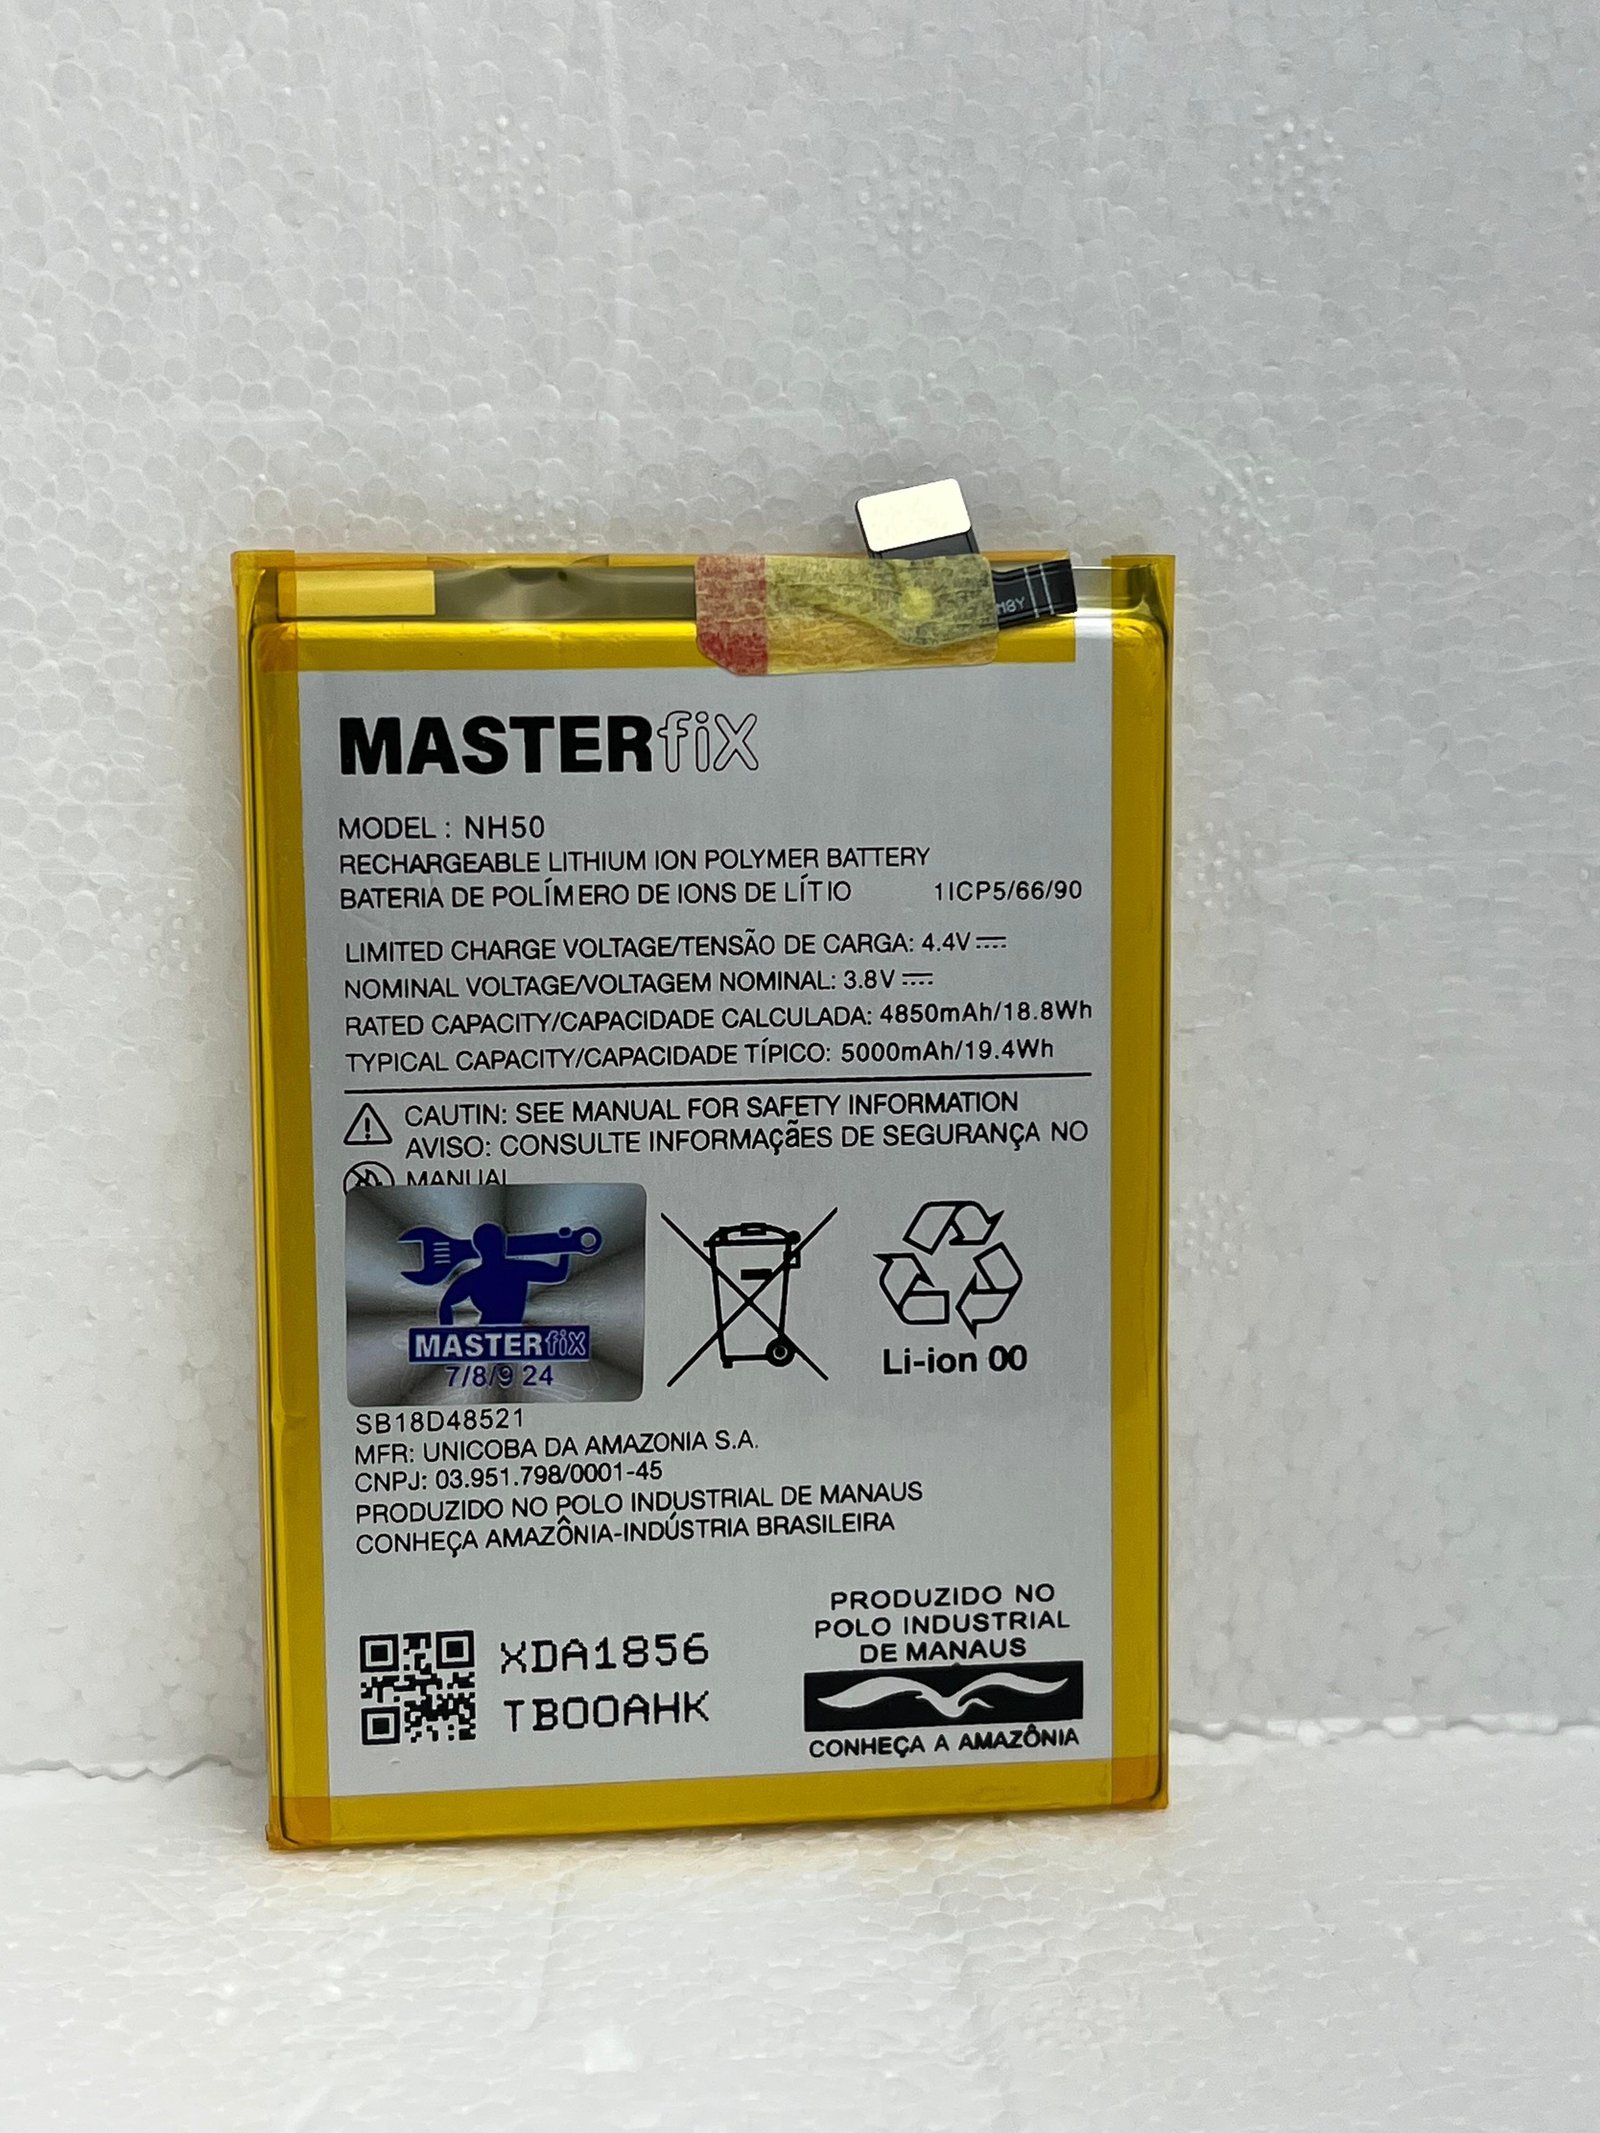 M8Y
MASTERfiX
MODEL : NH50
RECHARGEABLE LITHIUM ION POLYMER BATTERY
BATERIA DE POLÍMERO DE IONS DE LÍTIO 1ICP5/66/90
LIMITED CHARGE VOLTAGE/TENSÃO DE CARGA: 4.4V
NOMINAL VOLTAGE/VOLTAGEM NOMINAL: 3.8V
RATED CAPACITY/CAPACIDADE CALCULADA: 4850mAh/18.8Wh
TYPICAL CAPACITY/CAPACIDADE TÍPICO: 5000mAh/19.4Wh
CAUTIN: SEE MANUAL FOR SAFETY INFORMATION
AVISO: CONSULTE INFORMAÇãES DE SEGURANÇA NO
MANUAL
MASTERfiX
7/8/9 24
Li-ion 00
SB18D48521
MFR: UNICOBA DA AMAZONIA S.A.
CNPJ: 03.951.798/0001-45
PRODUZIDO NO POLO INDUSTRIAL DE MANAUS
CONHEÇA AMAZÔNIA-INDÚSTRIA BRASILEIRA
XDA1856
TB00AHK
PRODUZIDO NO
POLO INDUSTRIAL
DE MANAUS
CONHEÇA A AMAZÔNIA